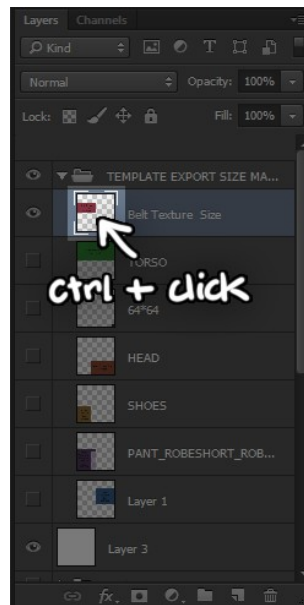 Layers Channels
Kind
Normal Opacity: 100%
Lock: Fill: 100%
TEMPLATE EXPORT SIZE MA...
Belt Texture Size
TORSO
ctrl + click
64*64
HEAD
SHOES
PANT_ROBESHORT_ROB...
Layer 1
Layer 3
fx